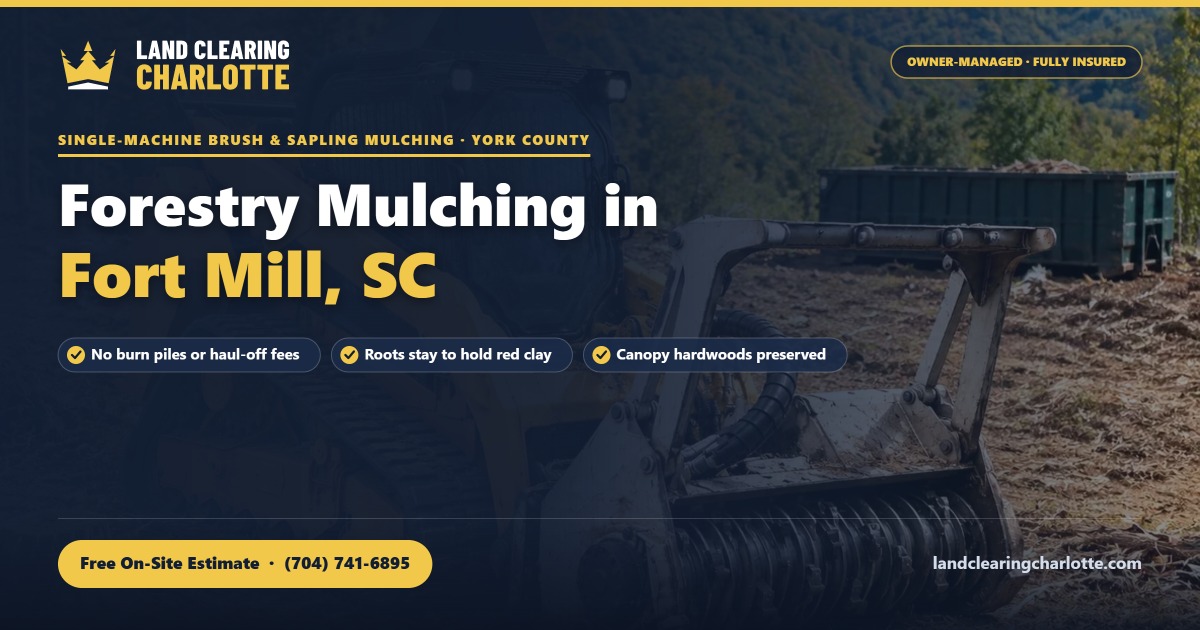 LAND CLEARING
CHARLOTTE
OWNER-MANAGED · FULLY INSURED
SINGLE-MACHINE BRUSH & SAPLING MULCHING · YORK COUNTY
Forestry Mulching in
Fort Mill, SC
No burn piles or haul-off fees
Roots stay to hold red clay
Canopy hardwoods preserved
Free On-Site Estimate · (704) 741-6895
landclearingcharlotte.com